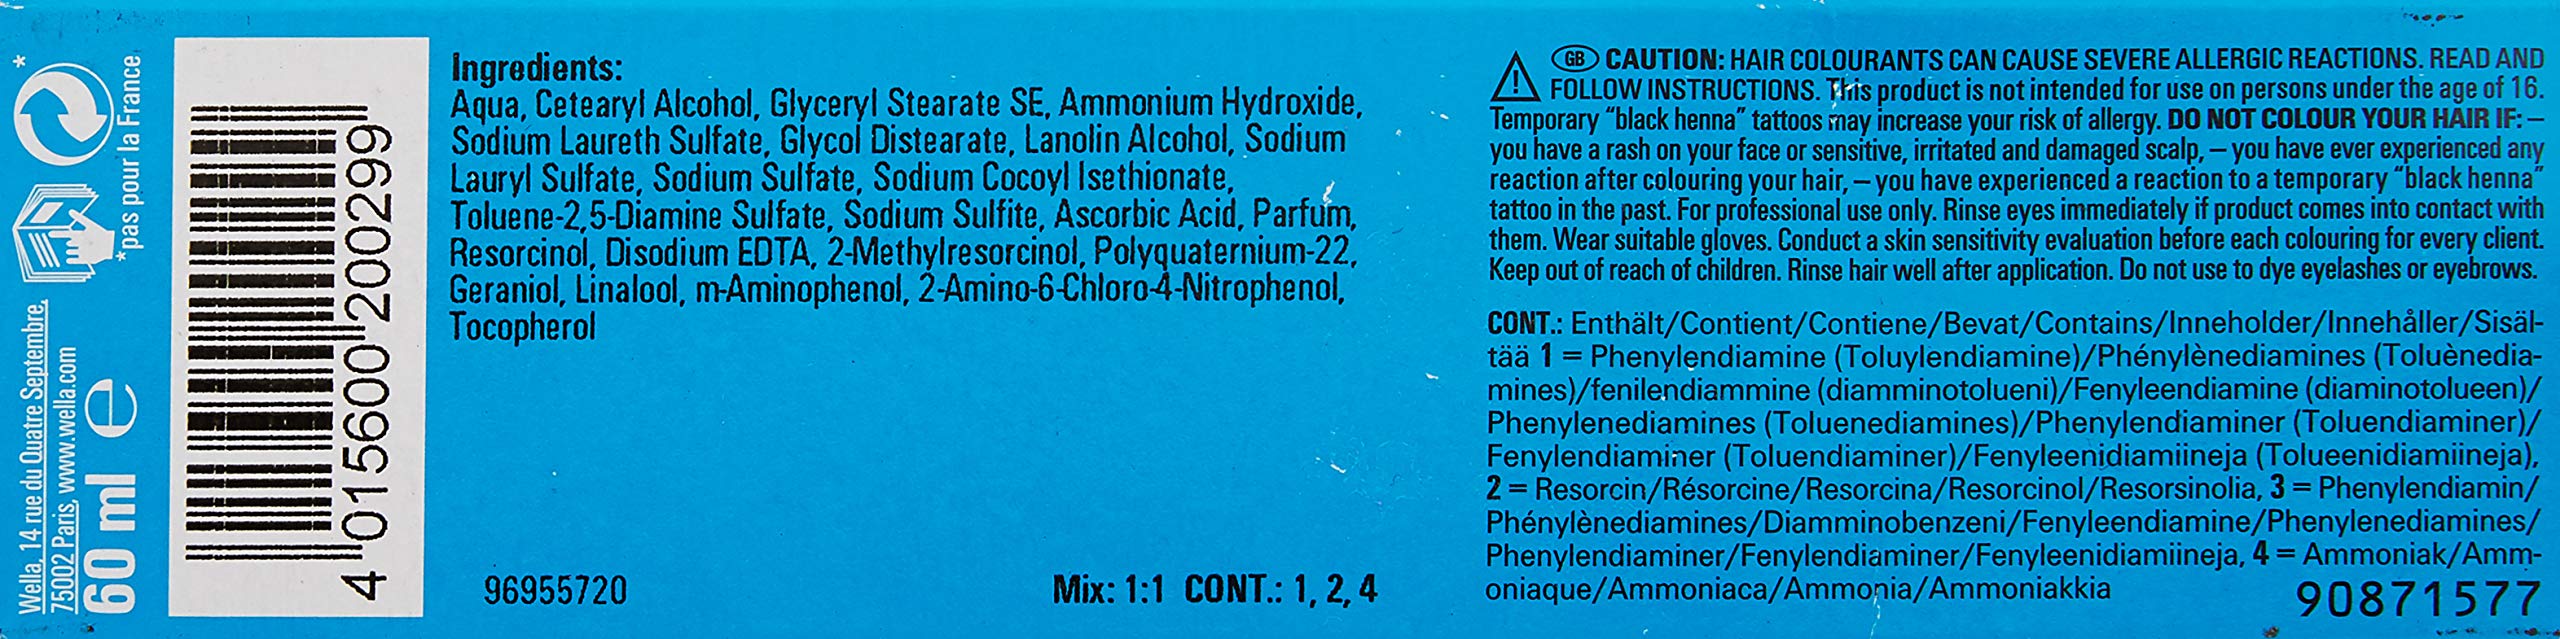 *
*pas pour la France
Wella, 14 rue du Quatre Septembre,
75002 Paris, www.wella.com
60 ml e
4 015600 200299
Ingredients:
Aqua, Cetearyl Alcohol, Glyceryl Stearate SE, Ammonium Hydroxide,
Sodium Laureth Sulfate, Glycol Distearate, Lanolin Alcohol, Sodium
Lauryl Sulfate, Sodium Sulfate, Sodium Cocoyl Isethionate,
Toluene-2,5-Diamine Sulfate, Sodium Sulfite, Ascorbic Acid, Parfum,
Resorcinol, Disodium EDTA, 2-Methylresorcinol, Polyquaternium-22,
Geraniol, Linalool, m-Aminophenol, 2-Amino-6-Chloro-4-Nitrophenol,
Tocopherol
96955720
Mix: 1:1 CONT.: 1, 2, 4
GB CAUTION: HAIR COLOURANTS CAN CAUSE SEVERE ALLERGIC REACTIONS. READ AND
FOLLOW INSTRUCTIONS. This product is not intended for use on persons under the age of 16.
Temporary “black henna” tattoos may increase your risk of allergy. DO NOT COLOUR YOUR HAIR IF: –
you have a rash on your face or sensitive, irritated and damaged scalp, – you have ever experienced any
reaction after colouring your hair, – you have experienced a reaction to a temporary “black henna”
tattoo in the past. For professional use only. Rinse eyes immediately if product comes into contact with
them. Wear suitable gloves. Conduct a skin sensitivity evaluation before each colouring for every client.
Keep out of reach of children. Rinse hair well after application. Do not use to dye eyelashes or eyebrows.
CONT.: Enthält/Contient/Contiene/Bevat/Contains/Inneholder/Innehåller/Sisäl-
tää 1 = Phenylendiamine (Toluylendiamine)/Phénylènediamines (Toluènedia-
mines)/fenilendiammine (diamminotolueni)/Fenyleendiamine (diaminotolueen)/
Phenylenediamines (Toluenediamines)/Phenylendiaminer (Toluendiaminer)/
Fenylendiaminer (Toluendiaminer)/Fenyleenidiamiineja (Tolueenidiamiineja),
2 = Resorcin/Résorcine/Resorcina/Resorcinol/Resorsinolia, 3 = Phenylendiamin/
Phénylènediamines/Diamminobenzeni/Fenyleendiamine/Phenylenediamines/
Phenylendiaminer/Fenylendiaminer/Fenyleenidiamiineja, 4 = Ammoniak/Amm-
oniaque/Ammoniaca/Ammonia/Ammoniakkia
90871577